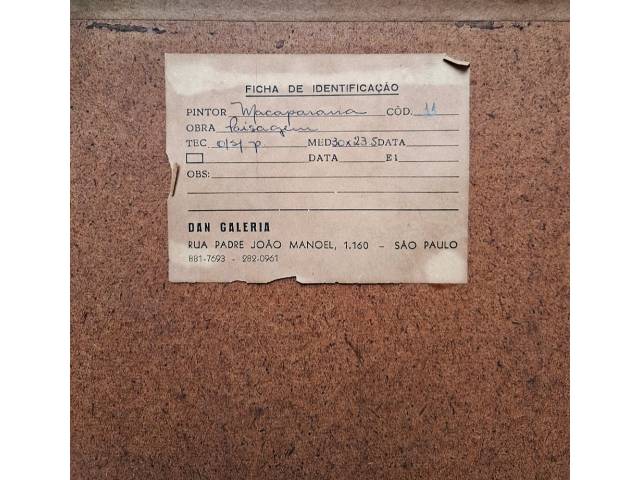 FICHA DE IDENTIFICAÇÃO
PINTOR Macaparana CÓD. 11
OBRA Paisagem
TEC o/s/p. MED 30x23,5 DATA
DATA E1
OBS:
DAN GALERIA
RUA PADRE JOÃO MANOEL, 1.160 – SÃO PAULO
881-7693 - 282-0961